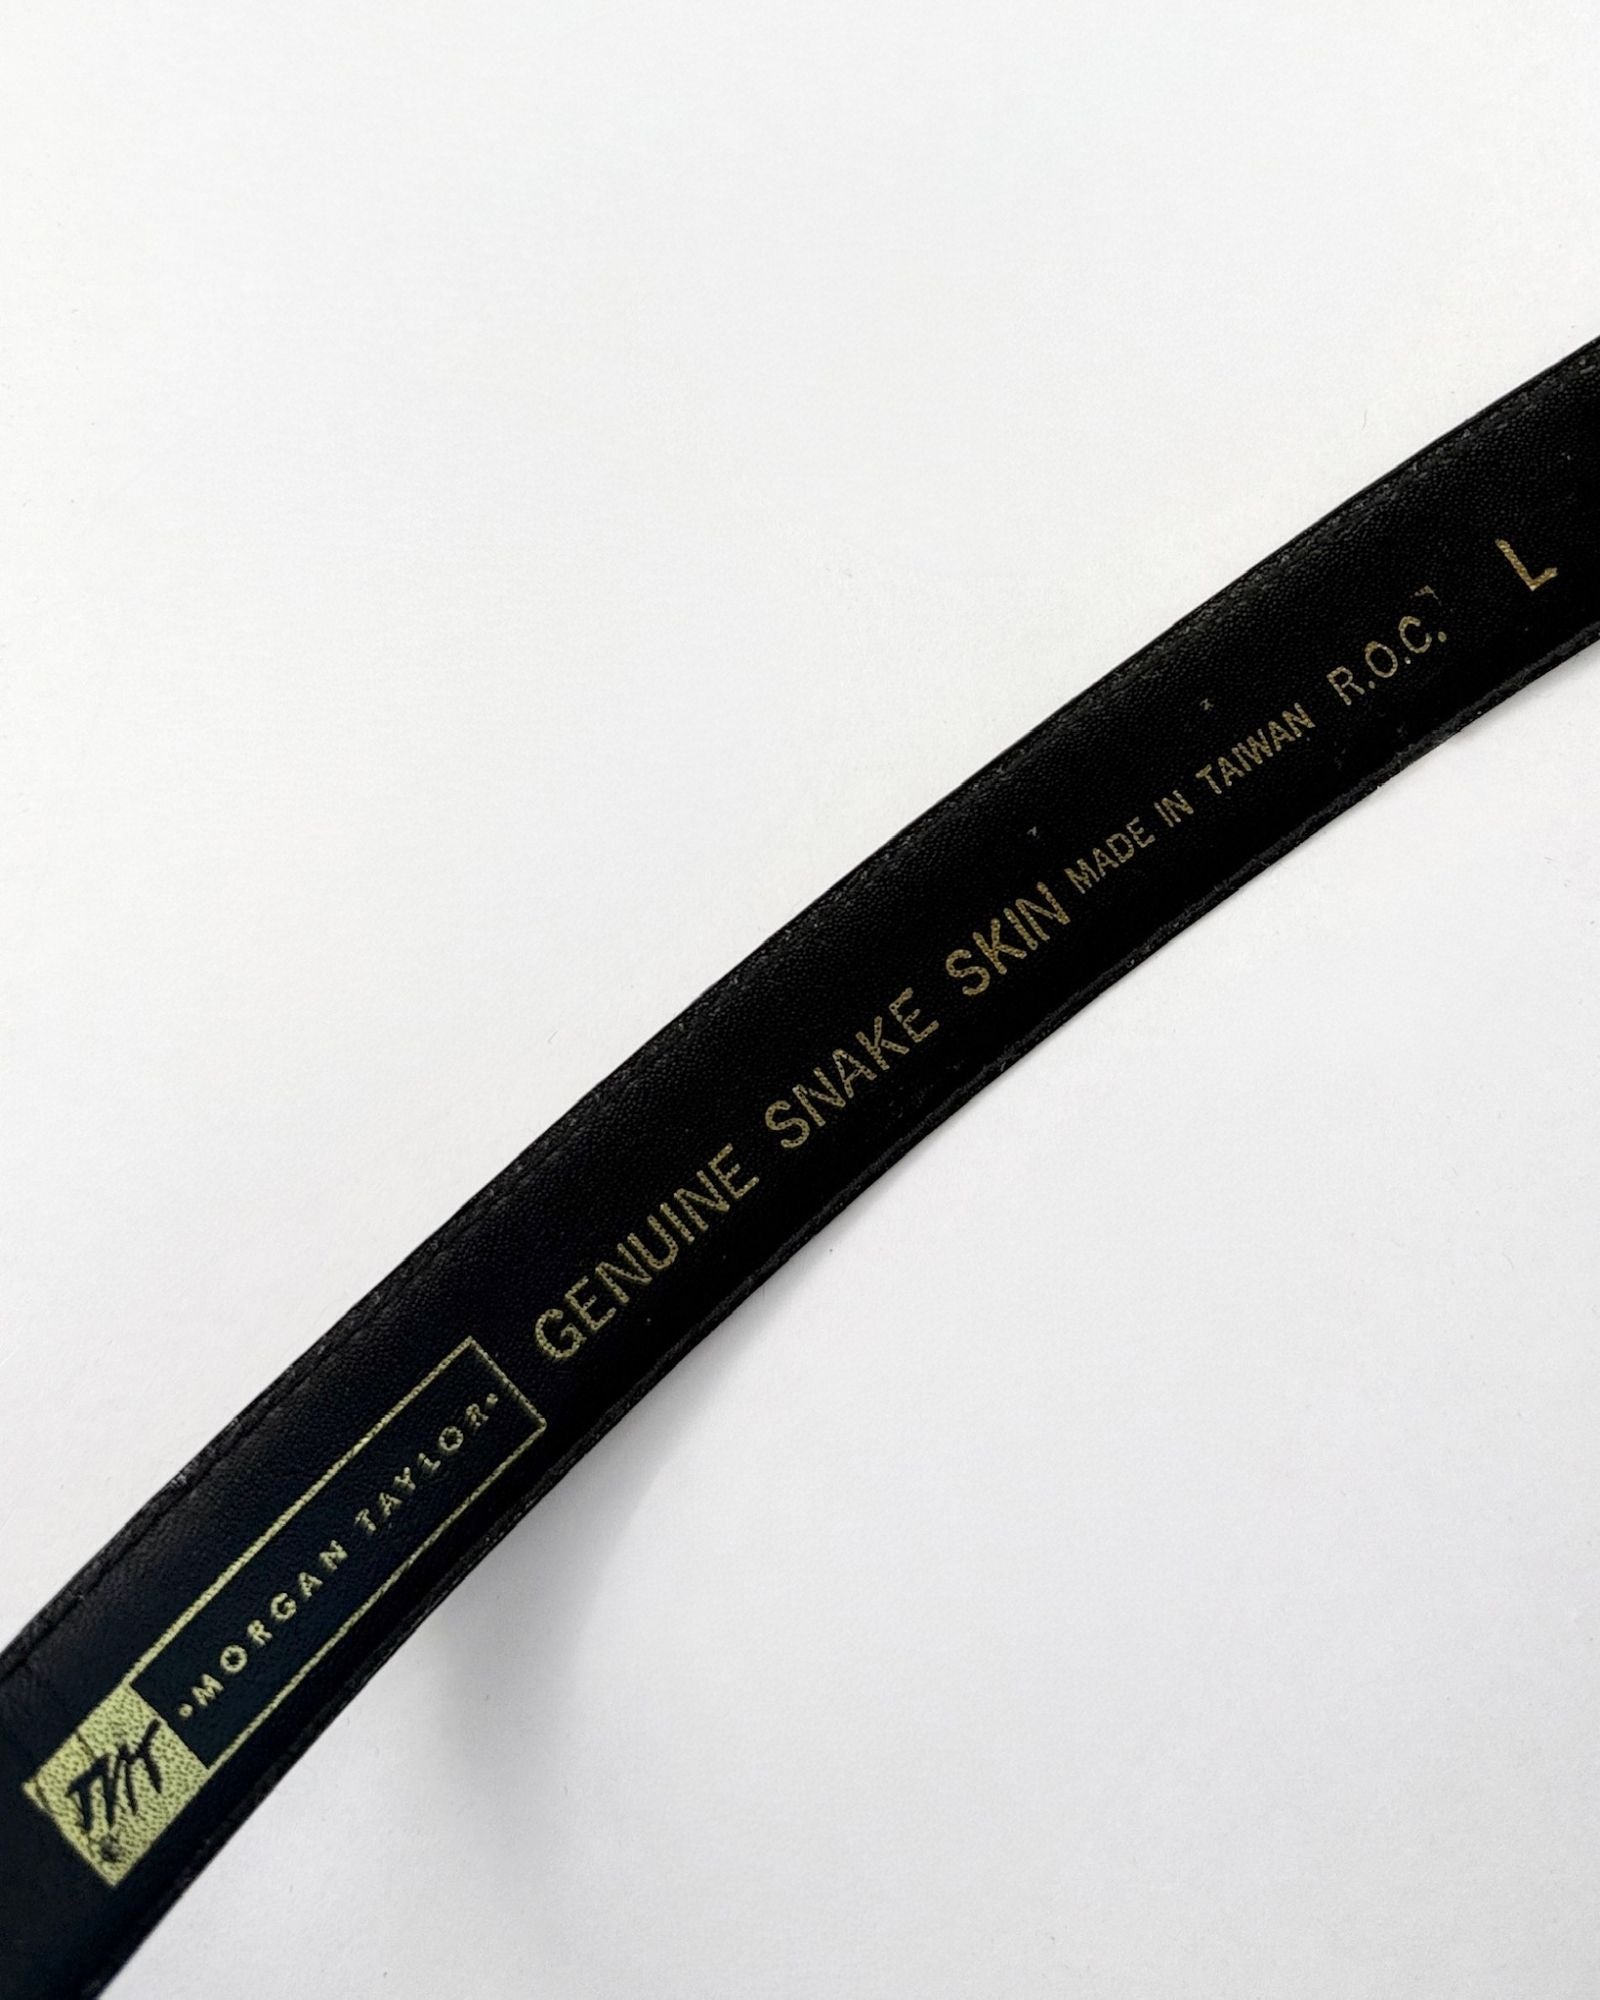 MORGAN TAYLOR
GENUINE SNAKE SKIN MADE IN TAIWAN R.O.C. L